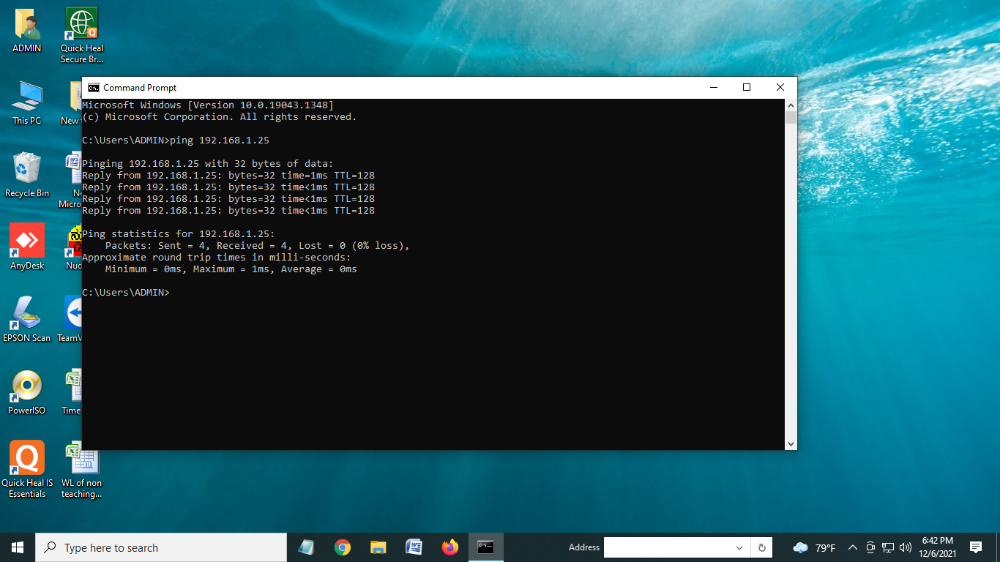 ADMIN
Quick Heal
Secure Br...
This PC
New
Recycle Bin
Micro
AnyDesk
EPSON Scan
PowerISO
Time
Quick Heal IS
Essentials
WL of non
teaching...
Command Prompt
Microsoft Windows [Version 10.0.19043.1348]
(c) Microsoft Corporation. All rights reserved.
C:\Users\ADMIN>ping 192.168.1.25
Pinging 192.168.1.25 with 32 bytes of data:
Reply from 192.168.1.25: bytes=32 time=1ms TTL=128
Reply from 192.168.1.25: bytes=32 time<1ms TTL=128
Reply from 192.168.1.25: bytes=32 time<1ms TTL=128
Reply from 192.168.1.25: bytes=32 time<1ms TTL=128
Ping statistics for 192.168.1.25:
Packets: Sent = 4, Received = 4, Lost = 0 (0% loss),
Approximate round trip times in milli-seconds:
Minimum = 0ms, Maximum = 1ms, Average = 0ms
C:\Users\ADMIN>
Type here to search
Address
79°F
6:42 PM
12/6/2021